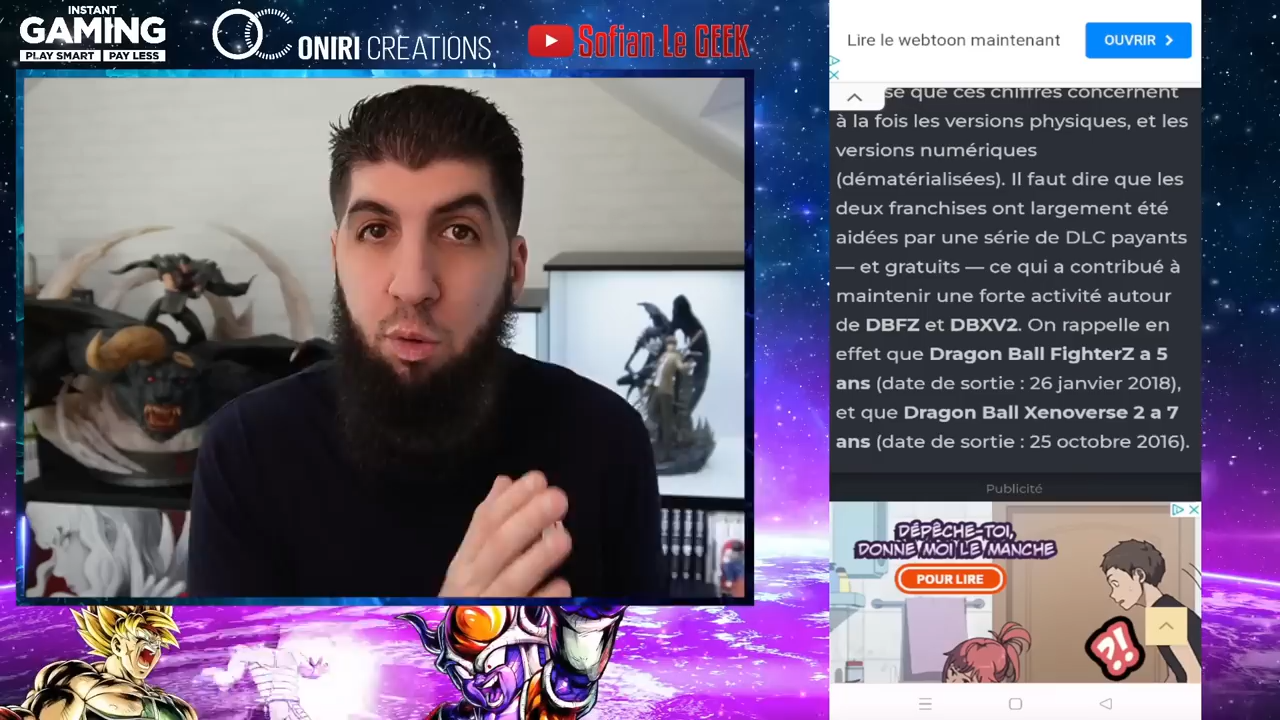 INSTANT
GAMING
PLAY SMART PAY LESS
ONIRI CREATIONS
Sofian Le GEEK
Lire le webtoon maintenant
OUVRIR
se que ces chiffres concernent
à la fois les versions physiques, et les
versions numériques
(dématérialisées). Il faut dire que les
deux franchises ont largement été
aidées par une série de DLC payants
— et gratuits — ce qui a contribué à
maintenir une forte activité autour
de DBFZ et DBXV2. On rappelle en
effet que Dragon Ball FighterZ a 5
ans (date de sortie : 26 janvier 2018),
et que Dragon Ball Xenoverse 2 a 7
ans (date de sortie : 25 octobre 2016).
Publicité
DÉPÊCHE-TOI,
DONNE MOI LE MANCHE
POUR LIRE
?!